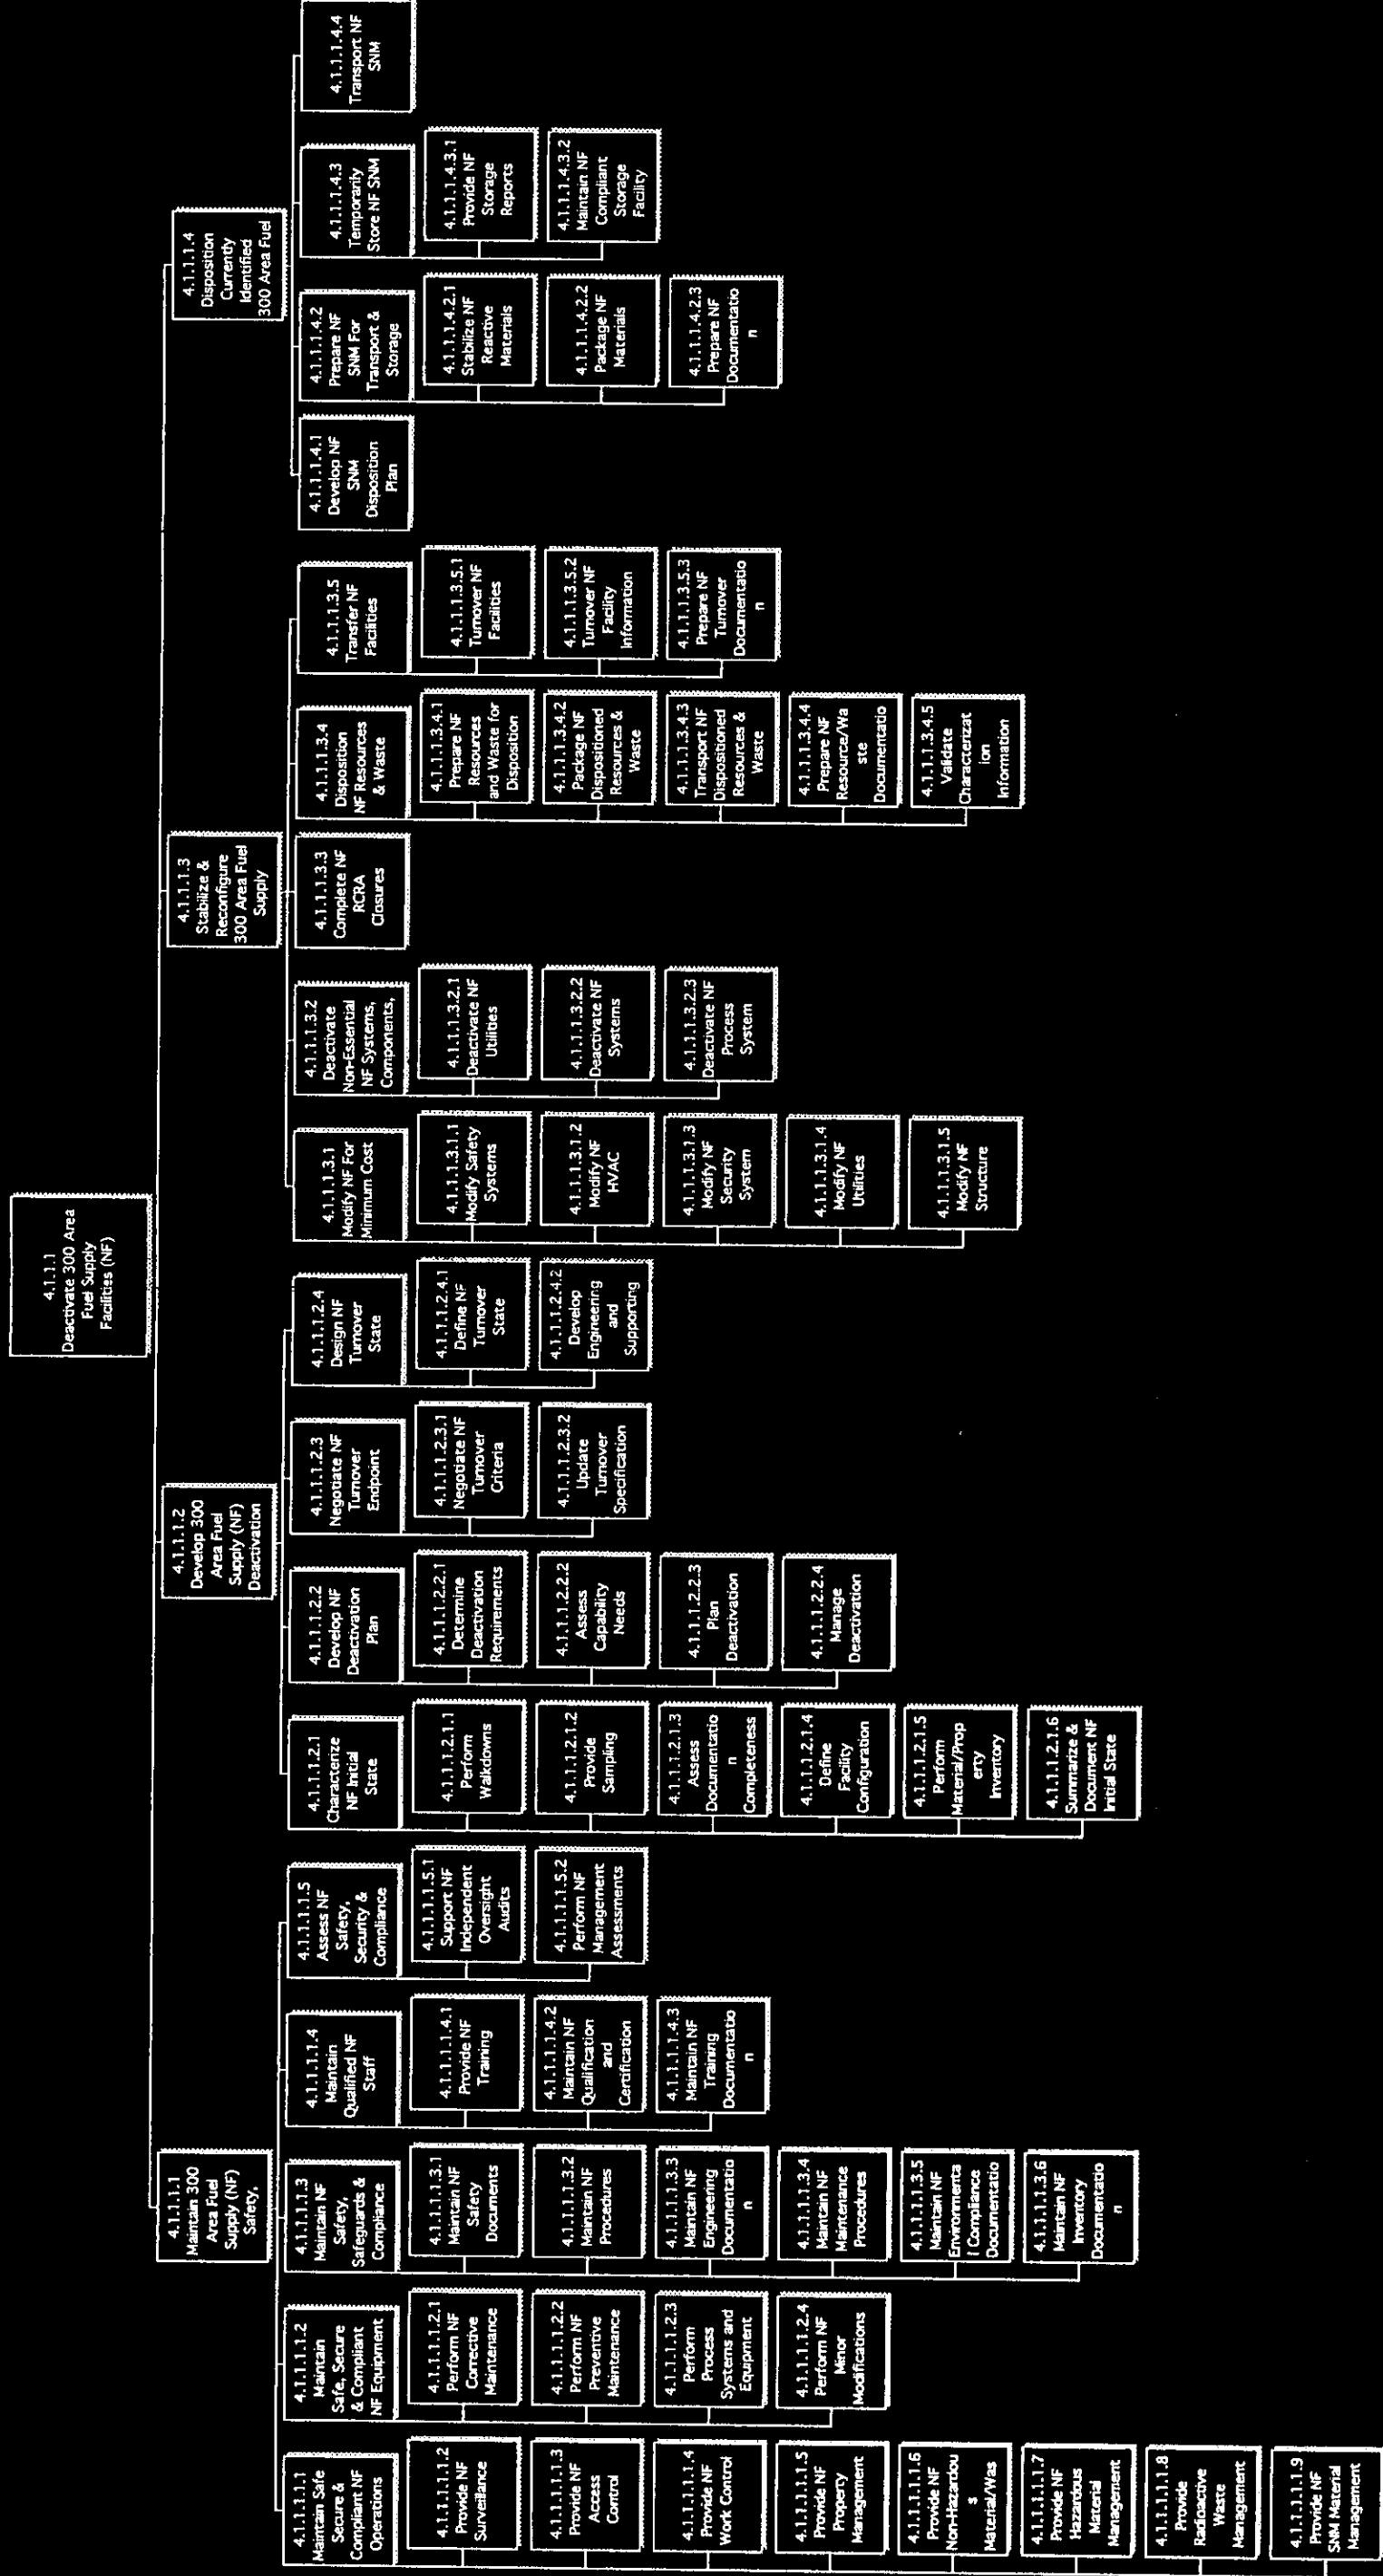 4.1.1.1
Deactivate 300 Area
Fuel Supply
Facilities (NF)
4.1.1.1.1
Maintain 300
Area Fuel
Supply (NF)
Safety,
4.1.1.1.1.1
Maintain Safe
Secure &
Compliant NF
Operations
4.1.1.1.1.1.2
Provide NF
Surveillance
4.1.1.1.1.1.3
Provide NF
Access
Control
4.1.1.1.1.1.4
Provide NF
Work Control
4.1.1.1.1.1.5
Provide NF
Property
Management
4.1.1.1.1.1.6
Provide NF
Non-Hazardou
s
Material/Was
4.1.1.1.1.1.7
Provide NF
Hazardous
Material
Management
4.1.1.1.1.1.8
Provide
Radioactive
Waste
Management
4.1.1.1.1.1.9
Provide NF
SNM Material
Management
4.1.1.1.1.2
Maintain
Safe, Secure
& Compliant
NF Equipment
4.1.1.1.1.2.1
Perform NF
Corrective
Maintenance
4.1.1.1.1.2.2
Perform NF
Preventive
Maintenance
4.1.1.1.1.2.3
Perform
Process
Systems and
Equipment
4.1.1.1.1.2.4
Perform NF
Minor
Modifications
4.1.1.1.1.3
Maintain NF
Safety,
Safeguards &
Compliance
4.1.1.1.1.3.1
Maintain NF
Safety
Documents
4.1.1.1.1.3.2
Maintain NF
Procedures
4.1.1.1.1.3.3
Maintain NF
Engineering
Documentatio
n
4.1.1.1.1.3.4
Maintain NF
Maintenance
Procedures
4.1.1.1.1.3.5
Maintain NF
Environmenta
l Compliance
Documentatio
4.1.1.1.1.3.6
Maintain NF
Inventory
Documentatio
n
4.1.1.1.1.4
Maintain
Qualified NF
Staff
4.1.1.1.1.4.1
Provide NF
Training
4.1.1.1.1.4.2
Maintain NF
Qualification
and
Certification
4.1.1.1.1.4.3
Maintain NF
Training
Documentatio
n
4.1.1.1.1.5
Assess NF
Safety,
Security &
Compliance
4.1.1.1.1.5.1
Support NF
Independent
Oversight
Audits
4.1.1.1.1.5.2
Perform NF
Management
Assessments
4.1.1.1.2
Develop 300
Area Fuel
Supply (NF)
Deactivation
4.1.1.1.2.1
Characterize
NF Initial
State
4.1.1.1.2.1.1
Perform
Walkdowns
4.1.1.1.2.1.2
Provide
Sampling
4.1.1.1.2.1.3
Assess
Documentatio
n
Completeness
4.1.1.1.2.1.4
Define
Facility
Configuration
4.1.1.1.2.1.5
Perform
Material/Prop
erty
Inventory
4.1.1.1.2.1.6
Summarize &
Document NF
Initial State
4.1.1.1.2.2
Develop NF
Deactivation
Plan
4.1.1.1.2.2.1
Determine
Deactivation
Requirements
4.1.1.1.2.2.2
Assess
Capability
Needs
4.1.1.1.2.2.3
Plan
Deactivation
4.1.1.1.2.2.4
Manage
Deactivation
4.1.1.1.2.3
Negotiate NF
Turnover
Endpoint
4.1.1.1.2.3.1
Negotiate NF
Turnover
Criteria
4.1.1.1.2.3.2
Update
Turnover
Specification
4.1.1.1.2.4
Design NF
Turnover
State
4.1.1.1.2.4.1
Define NF
Turnover
State
4.1.1.1.2.4.2
Develop
Engineering
and
Supporting
4.1.1.1.3
Stabilize &
Reconfigure
300 Area Fuel
Supply
4.1.1.1.3.1
Modify NF For
Minimum Cost
4.1.1.1.3.1.1
Modify Safety
Systems
4.1.1.1.3.1.2
Modify NF
HVAC
4.1.1.1.3.1.3
Modify NF
Security
System
4.1.1.1.3.1.4
Modify NF
Utilities
4.1.1.1.3.1.5
Modify NF
Structure
4.1.1.1.3.2
Deactivate
Non-Essential
NF Systems,
Components,
4.1.1.1.3.2.1
Deactivate NF
Utilities
4.1.1.1.3.2.2
Deactivate NF
Systems
4.1.1.1.3.2.3
Deactivate NF
Process
System
4.1.1.1.3.3
Complete NF
RCRA
Closures
4.1.1.1.3.4
Disposition
NF Resources
& Waste
4.1.1.1.3.4.1
Prepare NF
Resources
and Waste for
Disposition
4.1.1.1.3.4.2
Package NF
Dispositioned
Resources &
Waste
4.1.1.1.3.4.3
Transport NF
Dispositioned
Resources &
Waste
4.1.1.1.3.4.4
Prepare NF
Resource/Wa
ste
Documentatio
4.1.1.1.3.4.5
Validate
Characterizat
ion
Information
4.1.1.1.3.5
Transfer NF
Facilities
4.1.1.1.3.5.1
Turnover NF
Facilities
4.1.1.1.3.5.2
Turnover NF
Facility
Information
4.1.1.1.3.5.3
Prepare NF
Turnover
Documentatio
n
4.1.1.1.4
Disposition
Currently
Identified
300 Area Fuel
4.1.1.1.4.1
Develop NF
SNM
Disposition
Plan
4.1.1.1.4.2
Prepare NF
SNM For
Transport &
Storage
4.1.1.1.4.2.1
Stabilize NF
Reactive
Materials
4.1.1.1.4.2.2
Package NF
Materials
4.1.1.1.4.2.3
Prepare NF
Documentatio
n
4.1.1.1.4.3
Temporarily
Store NF SNM
4.1.1.1.4.3.1
Provide NF
Storage
Reports
4.1.1.1.4.3.2
Maintain NF
Compliant
Storage
Facility
4.1.1.1.4.4
Transport NF
SNM